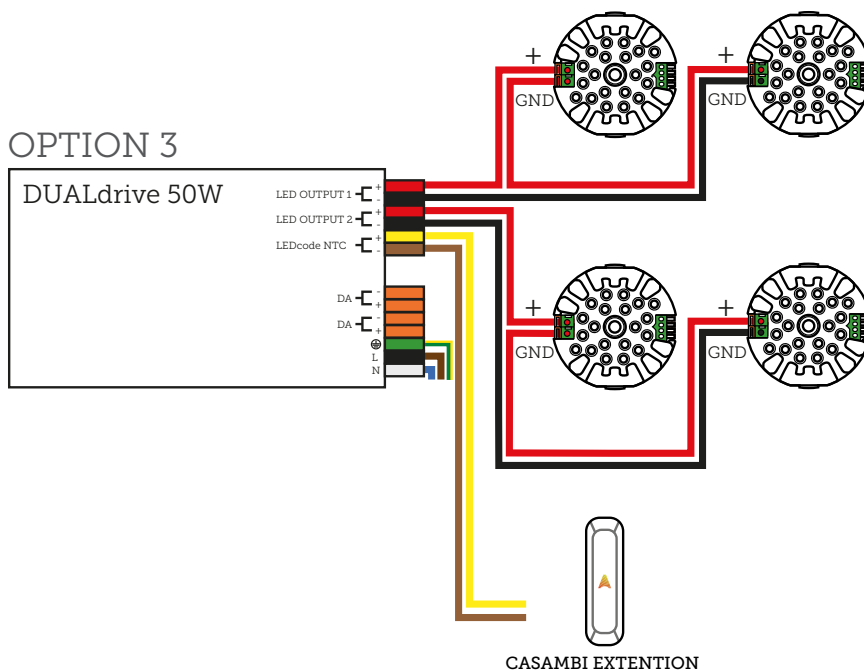 +
GND
+
GND
OPTION 3
DUALdrive 50W
LED OUTPUT 1 + -
LED OUTPUT 2 + -
LEDcode NTC + -
DA - +
DA - +
L
N
+
GND
+
GND
CASAMBI EXTENTION